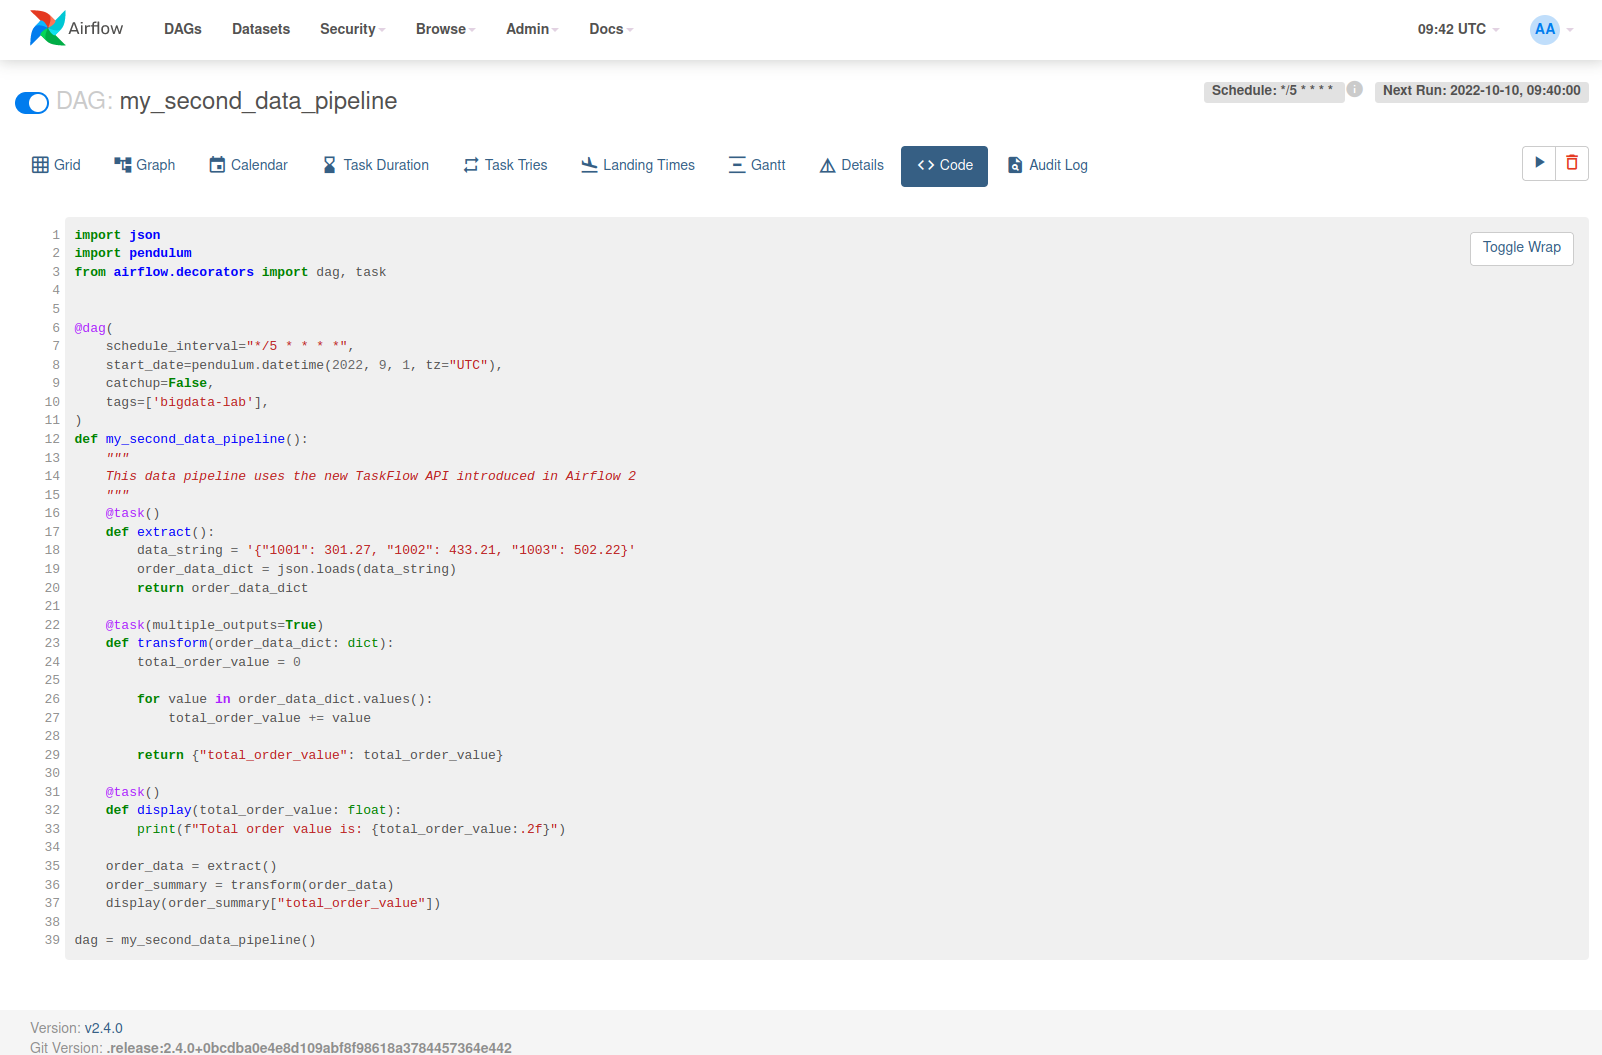 Airflow DAGs Datasets Security Browse Admin Docs 09:42 UTC AA
DAG: my_second_data_pipeline
Schedule: */5 * * * * i Next Run: 2022-10-10, 09:40:00
Grid Graph Calendar Task Duration Task Tries Landing Times Gantt Details Code Audit Log
Toggle Wrap
1 import json
2 import pendulum
3 from airflow.decorators import dag, task
4
5
6 @dag(
7     schedule_interval="*/5 * * * *",
8     start_date=pendulum.datetime(2022, 9, 1, tz="UTC"),
9     catchup=False,
10     tags=['bigdata-lab'],
11 )
12 def my_second_data_pipeline():
13     """
14     This data pipeline uses the new TaskFlow API introduced in Airflow 2
15     """
16     @task()
17     def extract():
18         data_string = '{"1001": 301.27, "1002": 433.21, "1003": 502.22}'
19         order_data_dict = json.loads(data_string)
20         return order_data_dict
21
22     @task(multiple_outputs=True)
23     def transform(order_data_dict: dict):
24         total_order_value = 0
25
26         for value in order_data_dict.values():
27             total_order_value += value
28
29         return {"total_order_value": total_order_value}
30
31     @task()
32     def display(total_order_value: float):
33         print(f"Total order value is: {total_order_value:.2f}")
34
35     order_data = extract()
36     order_summary = transform(order_data)
37     display(order_summary["total_order_value"])
38
39 dag = my_second_data_pipeline()
Version: v2.4.0
Git Version: .release:2.4.0+0bcdba0e4e8d109abf8f98618a3784457364e442